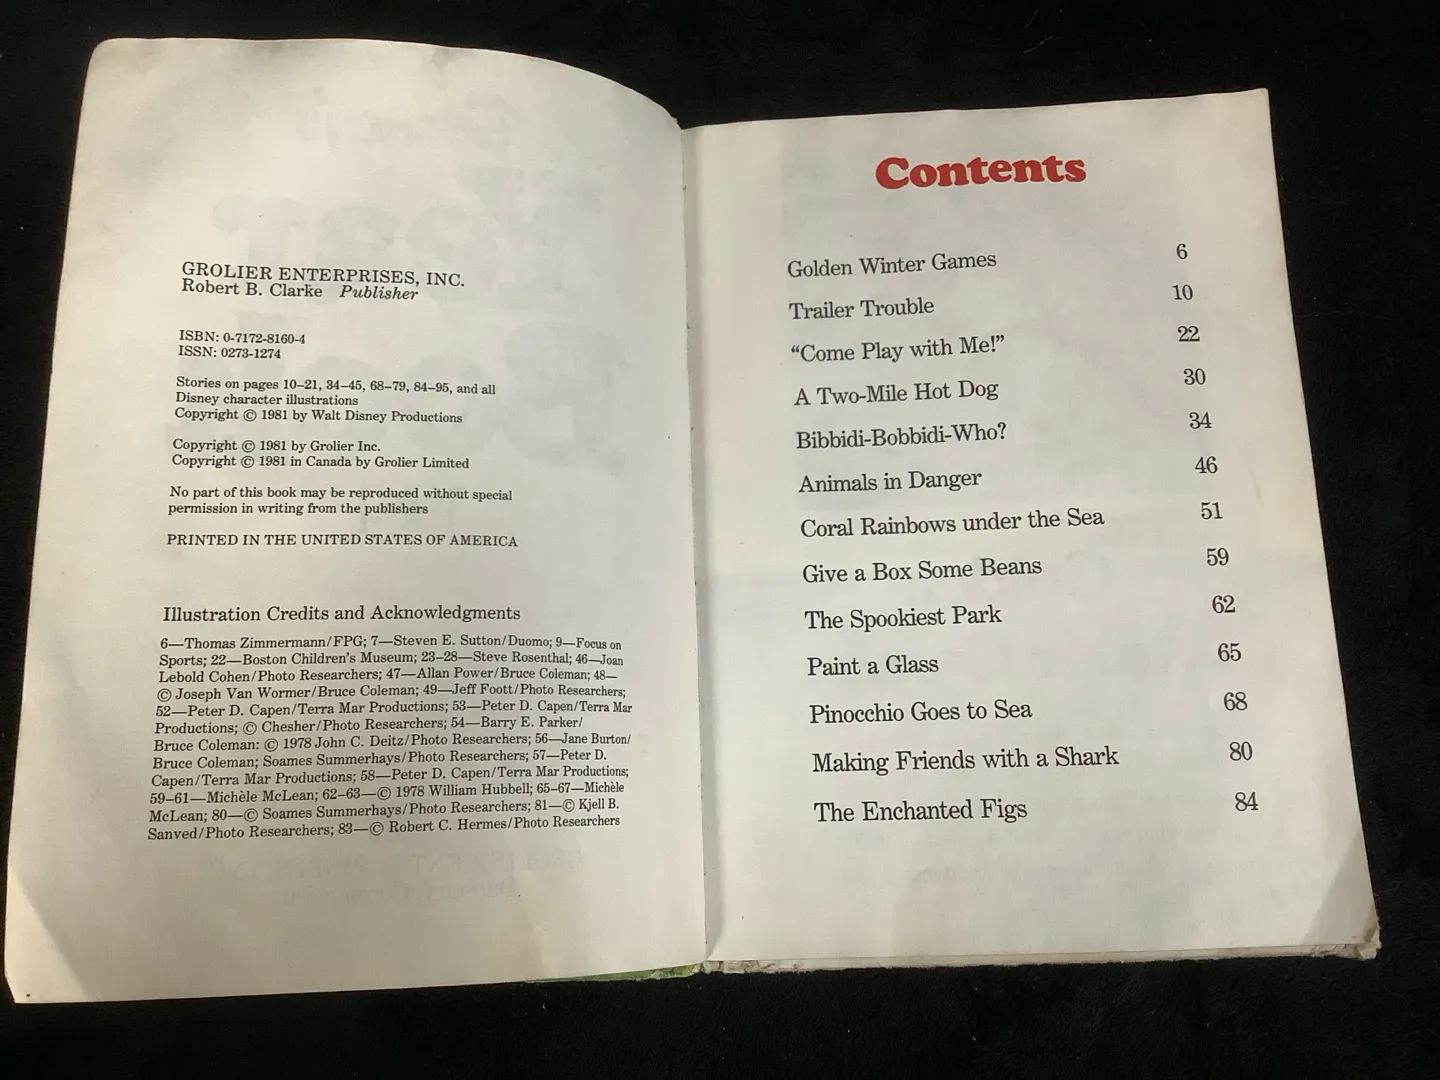 GROLIER ENTERPRISES, INC.
Robert B. Clarke Publisher
ISBN: 0-7172-8160-4
ISSN: 0273-1274
Stories on pages 10–21, 34–45, 68–79, 84–95, and all
Disney character illustrations
Copyright © 1981 by Walt Disney Productions
Copyright © 1981 by Grolier Inc.
Copyright © 1981 in Canada by Grolier Limited
No part of this book may be reproduced without special
permission in writing from the publishers
PRINTED IN THE UNITED STATES OF AMERICA
Illustration Credits and Acknowledgments
6—Thomas Zimmermann/FPG; 7—Steven E. Sutton/Duomo; 9—Focus on
Sports; 22—Boston Children's Museum; 23–28—Steve Rosenthal; 46—Joan
Lebold Cohen/Photo Researchers; 47—Allan Power/Bruce Coleman; 48—
© Joseph Van Wormer/Bruce Coleman; 49—Jeff Foott/Photo Researchers;
52—Peter D. Capen/Terra Mar Productions; 53—Peter D. Capen/Terra Mar
Productions; © Chesher/Photo Researchers; 54—Barry E. Parker/
Bruce Coleman: © 1978 John C. Deitz/Photo Researchers; 56—Jane Burton/
Bruce Coleman; Soames Summerhays/Photo Researchers; 57—Peter D.
Capen/Terra Mar Productions; 58—Peter D. Capen/Terra Mar Productions;
59–61—Michèle McLean; 62–63—© 1978 William Hubbell; 65–67—Michèle
McLean; 80—© Soames Summerhays/Photo Researchers; 81—© Kjell B.
Sanved/Photo Researchers; 83—© Robert C. Hermes/Photo Researchers
Contents
Golden Winter Games 6
Trailer Trouble 10
“Come Play with Me!” 22
A Two-Mile Hot Dog 30
Bibbidi-Bobbidi-Who? 34
Animals in Danger 46
Coral Rainbows under the Sea 51
Give a Box Some Beans 59
The Spookiest Park 62
Paint a Glass 65
Pinocchio Goes to Sea 68
Making Friends with a Shark 80
The Enchanted Figs 84